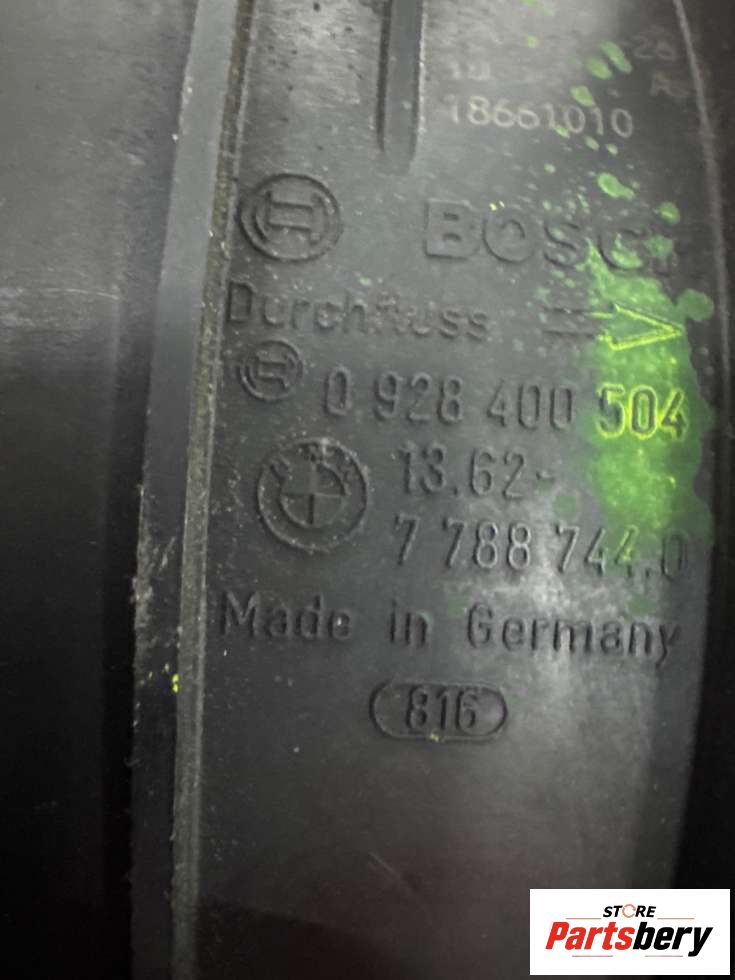 18661010
BOSCH
Durchfluss
0 928 400 504
BMW
13.62-
7 788 744.0
Made in Germany
816
STORE
Partsbery